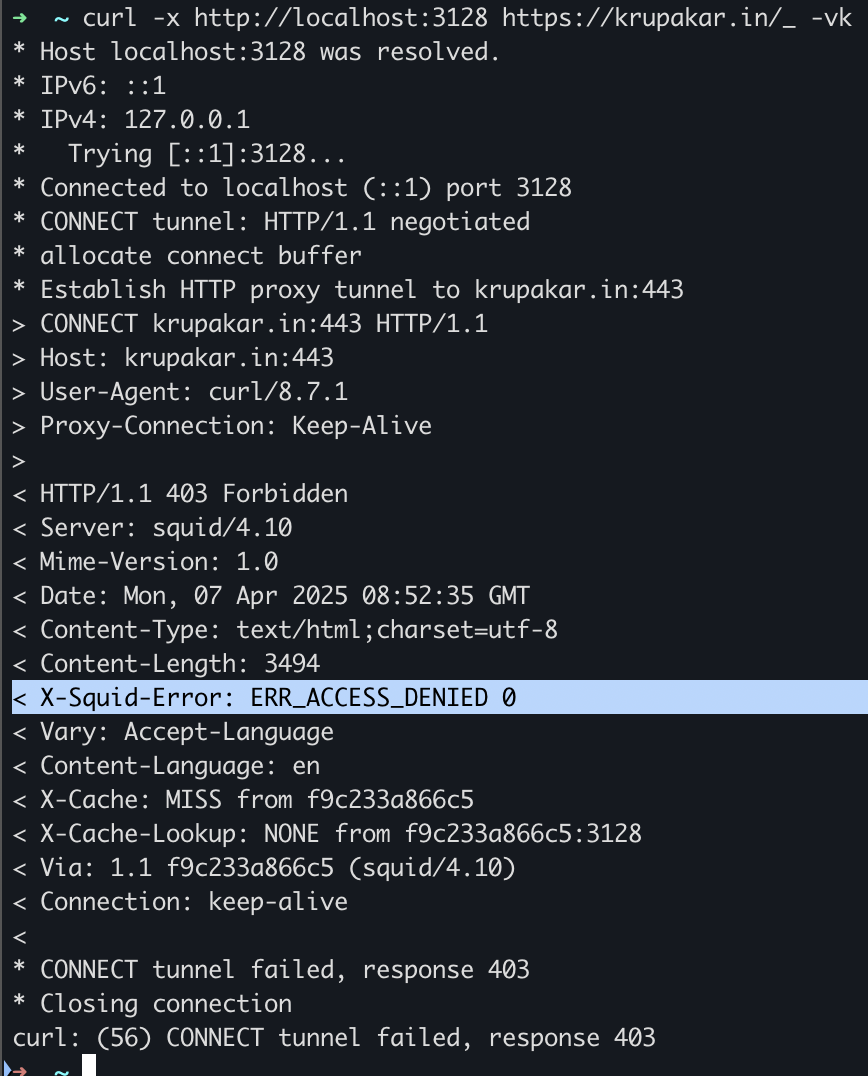 ➜  ~ curl -x http://localhost:3128 https://krupakar.in/_ -vk
* Host localhost:3128 was resolved.
* IPv6: ::1
* IPv4: 127.0.0.1
*   Trying [::1]:3128...
* Connected to localhost (::1) port 3128
* CONNECT tunnel: HTTP/1.1 negotiated
* allocate connect buffer
* Establish HTTP proxy tunnel to krupakar.in:443
> CONNECT krupakar.in:443 HTTP/1.1
> Host: krupakar.in:443
> User-Agent: curl/8.7.1
> Proxy-Connection: Keep-Alive
>
< HTTP/1.1 403 Forbidden
< Server: squid/4.10
< Mime-Version: 1.0
< Date: Mon, 07 Apr 2025 08:52:35 GMT
< Content-Type: text/html;charset=utf-8
< Content-Length: 3494
< X-Squid-Error: ERR_ACCESS_DENIED 0
< Vary: Accept-Language
< Content-Language: en
< X-Cache: MISS from f9c233a866c5
< X-Cache-Lookup: NONE from f9c233a866c5:3128
< Via: 1.1 f9c233a866c5 (squid/4.10)
< Connection: keep-alive
<
* CONNECT tunnel failed, response 403
* Closing connection
curl: (56) CONNECT tunnel failed, response 403
➜  ~